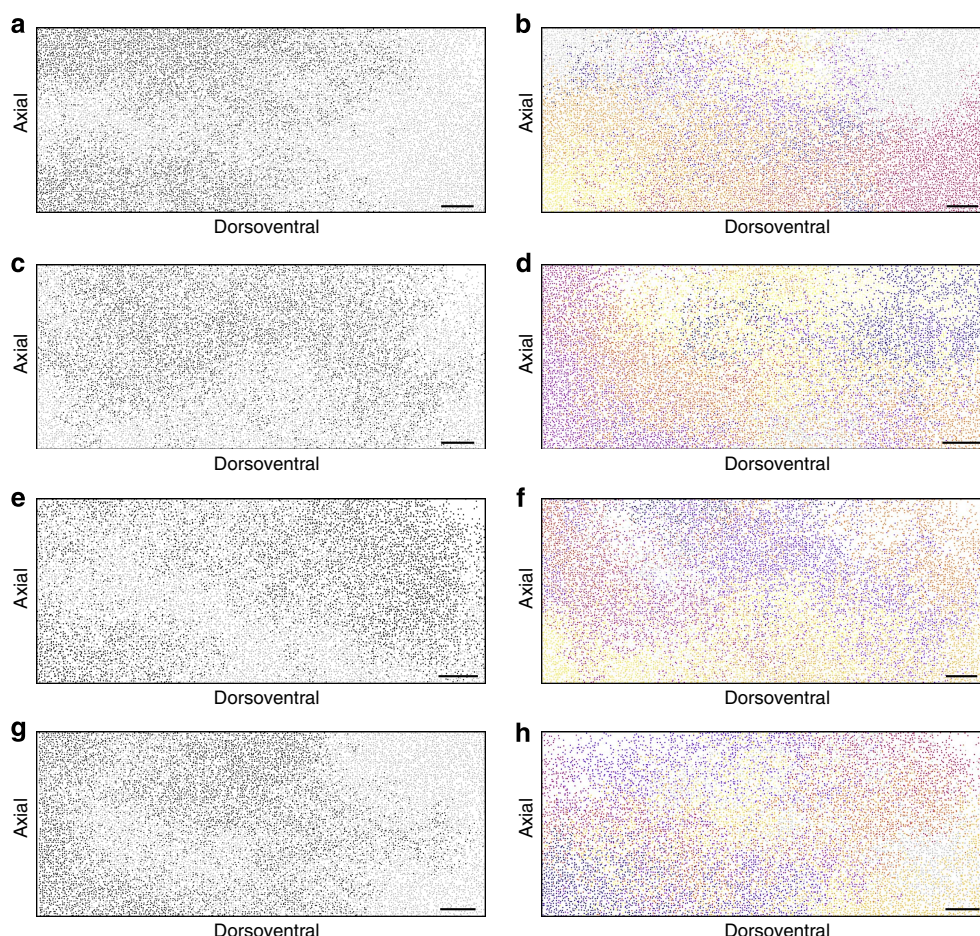 a
b
Axial
Axial
Dorsoventral
Dorsoventral
c
d
Axial
Axial
Dorsoventral
Dorsoventral
e
f
Axial
Axial
Dorsoventral
Dorsoventral
g
h
Axial
Axial
Dorsoventral
Dorsoventral